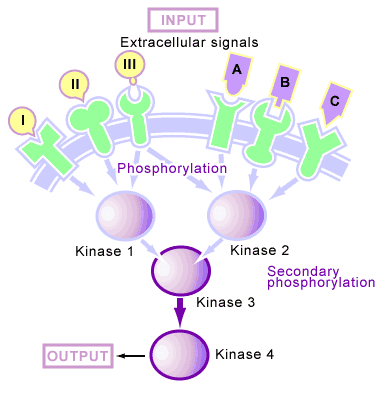 INPUT
Extracellular signals
I
II
III
A
B
C
Phosphorylation
Kinase 1
Kinase 2
Secondary
phosphorylation
Kinase 3
Kinase 4
OUTPUT